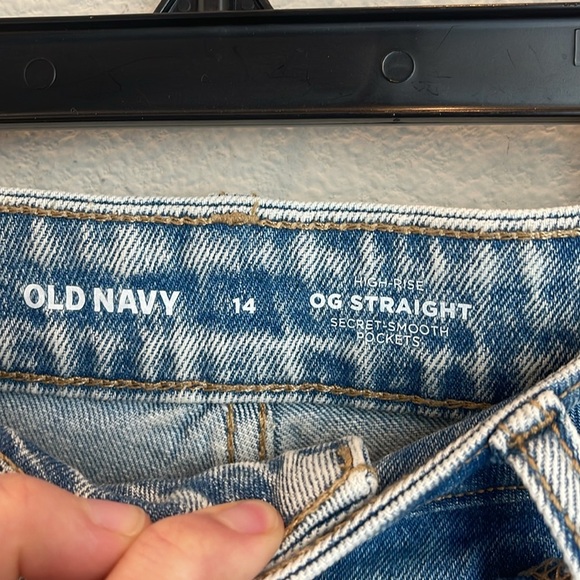 OLD NAVY
14
HIGH-RISE
OG STRAIGHT
SECRET-SMOOTH
POCKETS